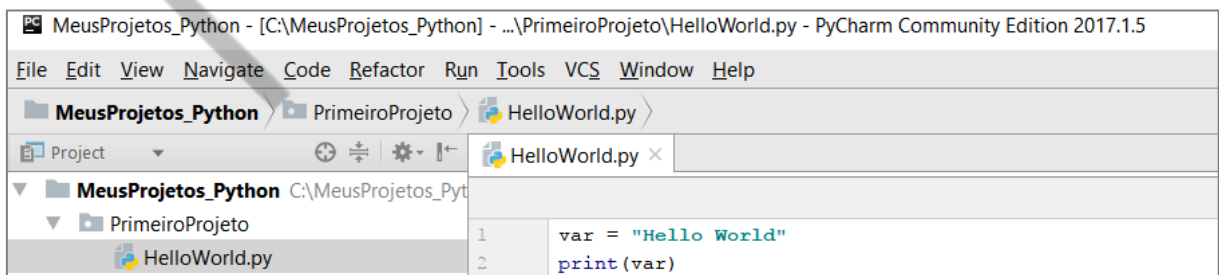 MeusProjetos_Python - [C:\MeusProjetos_Python] - ...\PrimeiroProjeto\HelloWorld.py - PyCharm Community Edition 2017.1.5
File Edit View Navigate Code Refactor Run Tools VCS Window Help
MeusProjetos_Python PrimeiroProjeto HelloWorld.py
Project HelloWorld.py
MeusProjetos_Python C:\MeusProjetos_Pyt
PrimeiroProjeto
1 var = "Hello World"
HelloWorld.py
2 print(var)